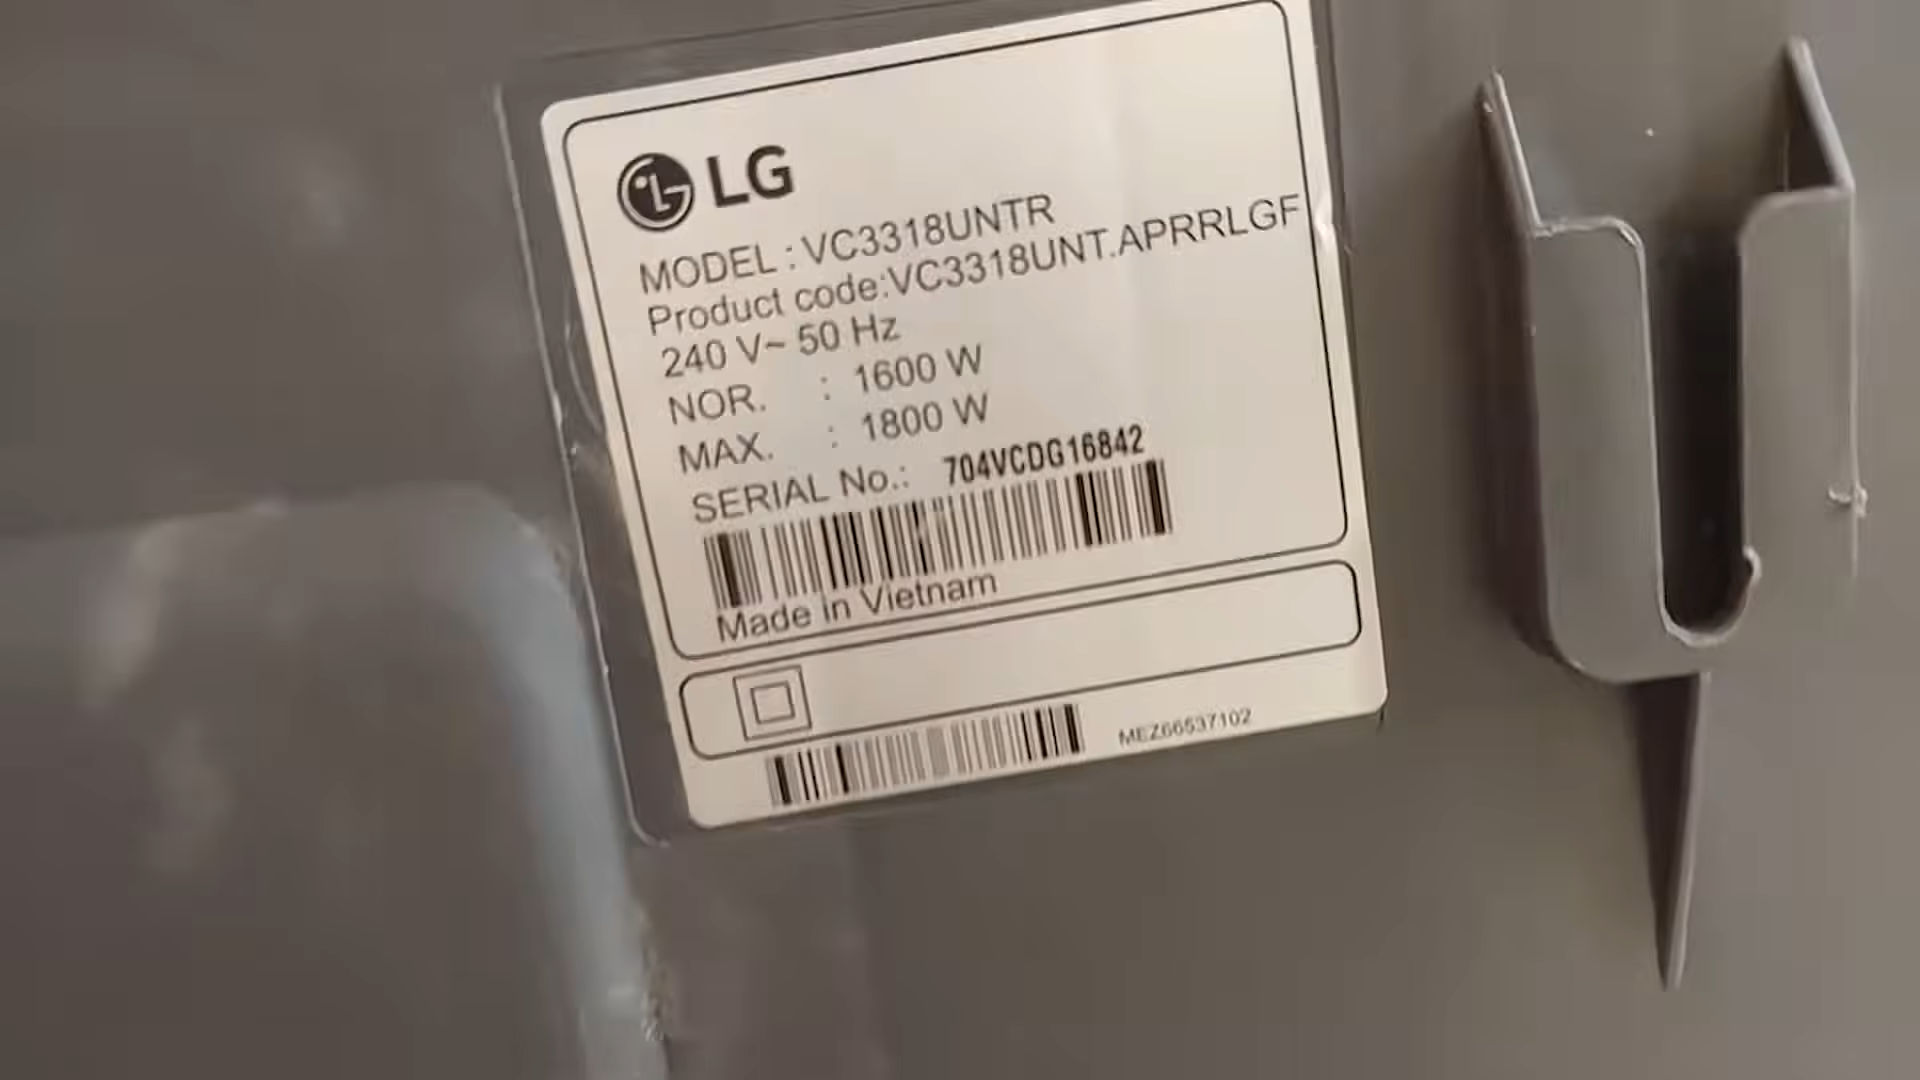 LG
MODEL : VC3318UNTR
Product code:VC3318UNT.APRRLGF
240 V~ 50 Hz
NOR. : 1600 W
MAX. : 1800 W
SERIAL No.: 704VCDG16842
Made in Vietnam
MEZ66537102